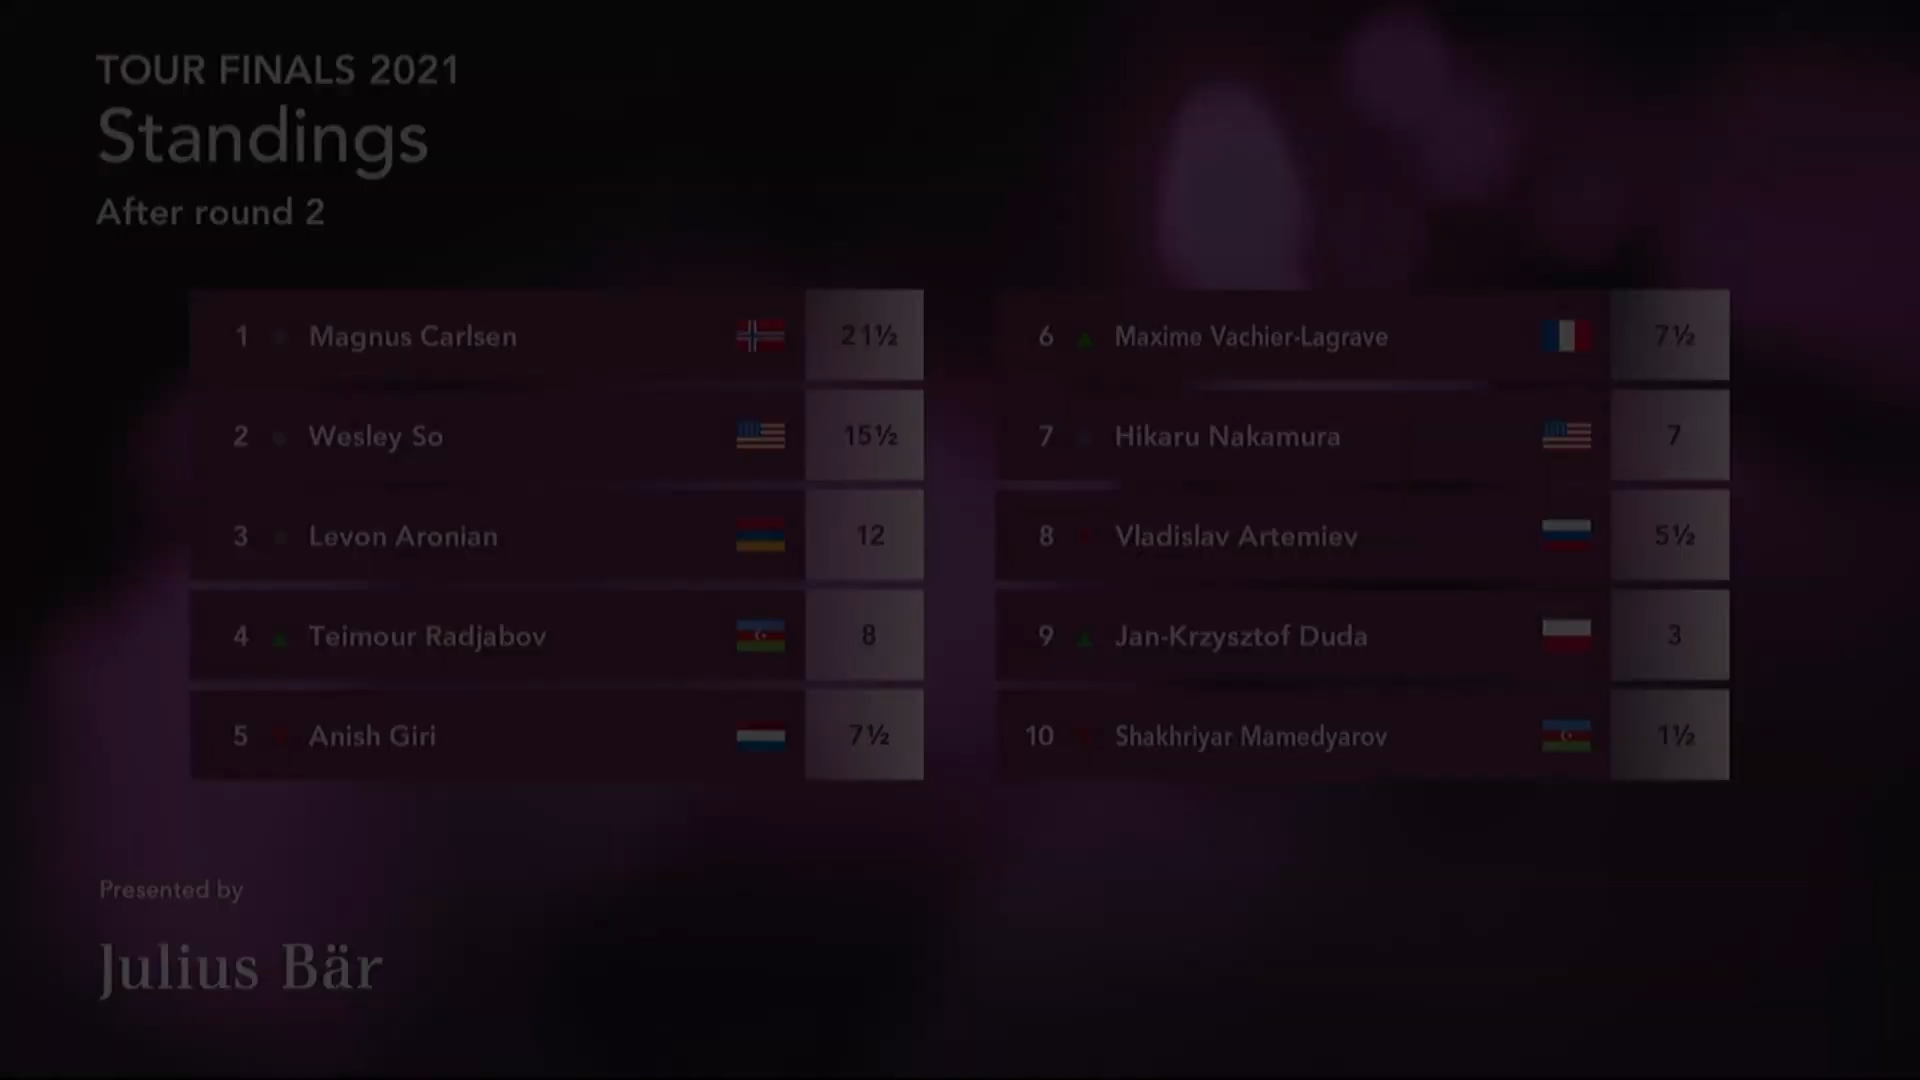 TOUR FINALS 2021
Standings
After round 2
1 Magnus Carlsen 21½
2 Wesley So 15½
3 Levon Aronian 12
4 Teimour Radjabov 8
5 Anish Giri 7½
6 Maxime Vachier-Lagrave 7½
7 Hikaru Nakamura 7
8 Vladislav Artemiev 5½
9 Jan-Krzysztof Duda 3
10 Shakhriyar Mamedyarov 1½
Presented by
Julius Bär